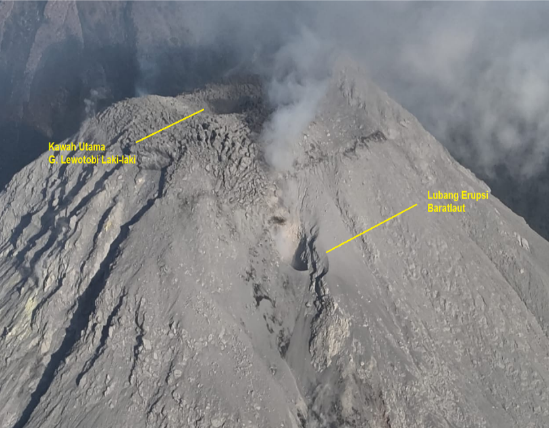 Kawah Utama
G. Lewotobi Laki-laki
Lubang Erupsi
Baratlaut